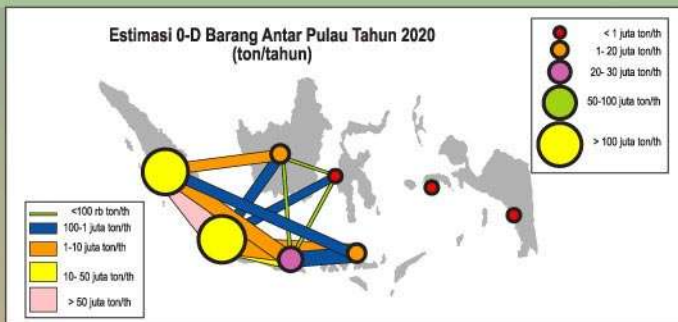 Estimasi 0-D Barang Antar Pulau Tahun 2020
(ton/tahun)
< 1 juta ton/th
1- 20 juta ton/th
20- 30 juta ton/th
50-100 juta ton/th
> 100 juta ton/th
<100 rb ton/th
100-1 juta ton/th
1-10 juta ton/th
10- 50 juta ton/th
> 50 juta ton/th